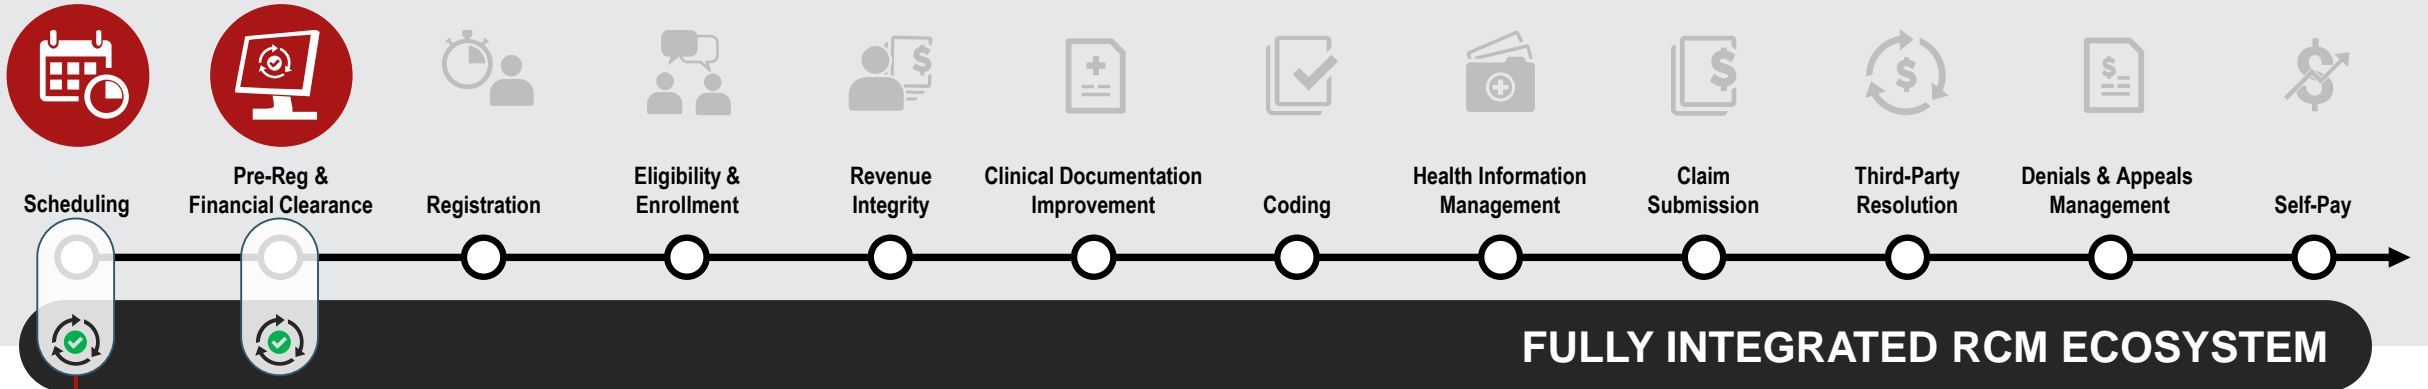 Scheduling
Pre-Reg &
Financial Clearance
Registration
Eligibility &
Enrollment
Revenue
Integrity
Clinical Documentation
Improvement
Coding
Health Information
Management
Claim
Submission
Third-Party
Resolution
Denials & Appeals
Management
Self-Pay
FULLY INTEGRATED RCM ECOSYSTEM